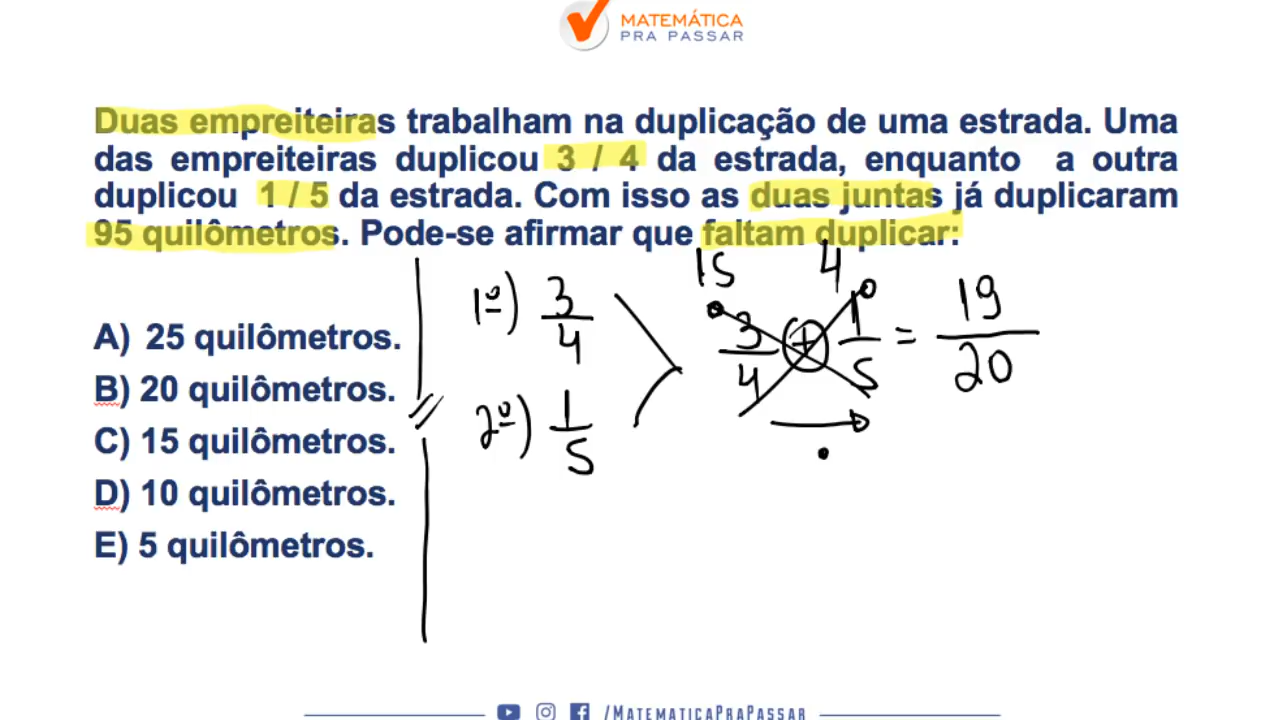 MATEMÁTICA
PRA PASSAR
Duas empreiteiras trabalham na duplicação de uma estrada. Uma
das empreiteiras duplicou 3 / 4 da estrada, enquanto a outra
duplicou 1 / 5 da estrada. Com isso as duas juntas já duplicaram
95 quilômetros. Pode-se afirmar que faltam duplicar:
A) 25 quilômetros.
B) 20 quilômetros.
C) 15 quilômetros.
D) 10 quilômetros.
E) 5 quilômetros.
1º) 3/4
2º) 1/5
15 4
3/4 + 1/5 = 19/20
/MATEMATICAPRAPASSAR